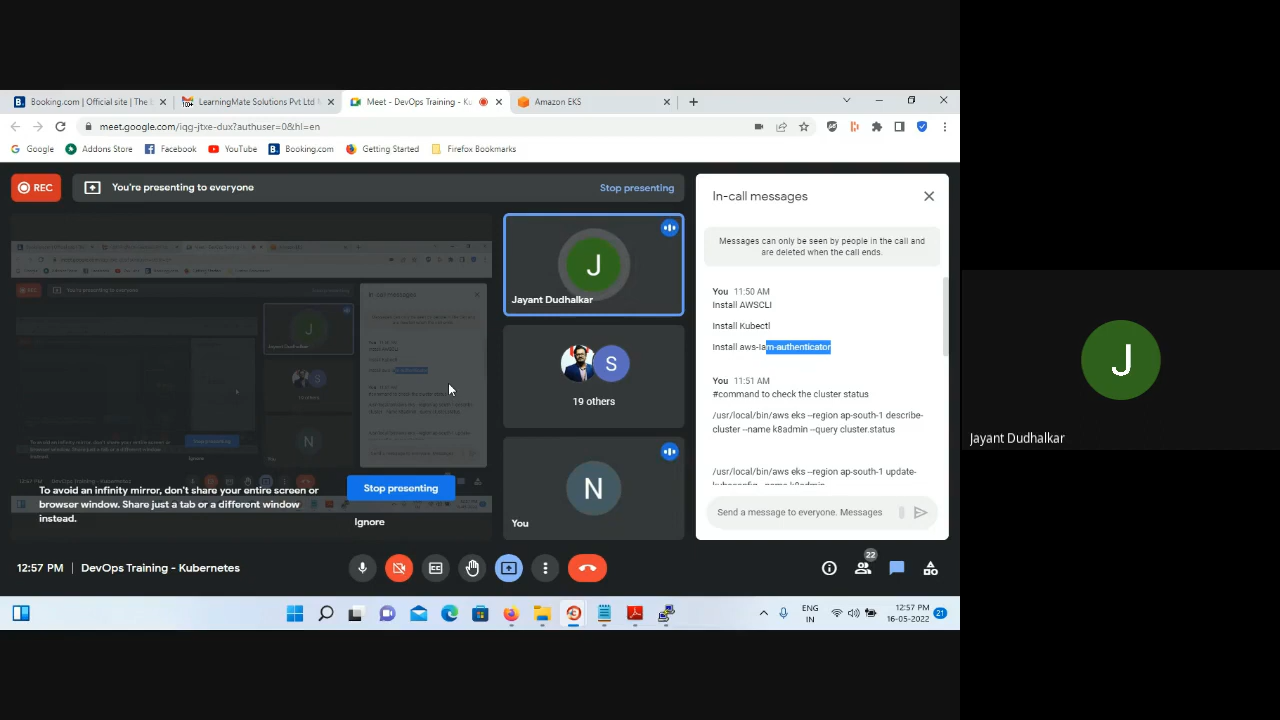 Booking.com | Official site | The b
LearningMate Solutions Pvt Ltd M
Meet - DevOps Training - Ku
Amazon EKS
meet.google.com/iqg-jtxe-dux?authuser=0&hl=en
Google
Addons Store
Facebook
YouTube
Booking.com
Getting Started
Firefox Bookmarks
REC
You're presenting to everyone
Stop presenting
In-call messages
Messages can only be seen by people in the call and
are deleted when the call ends.
You 11:50 AM
Install AWSCLI
Install Kubectl
Install aws-iam-authenticator
You 11:51 AM
#command to check the cluster status
/usr/local/bin/aws eks --region ap-south-1 describe-
cluster --name k8admin --query cluster.status
/usr/local/bin/aws eks --region ap-south-1 update-
kubeconfig --name k8admin
Send a message to everyone. Messages
J
Jayant Dudhalkar
S
19 others
N
You
To avoid an infinity mirror, don't share your entire screen or
browser window. Share just a tab or a different window
instead.
Stop presenting
Ignore
12:57 PM | DevOps Training - Kubernetes
22
ENG
IN
12:57 PM
16-05-2022
21
J
Jayant Dudhalkar